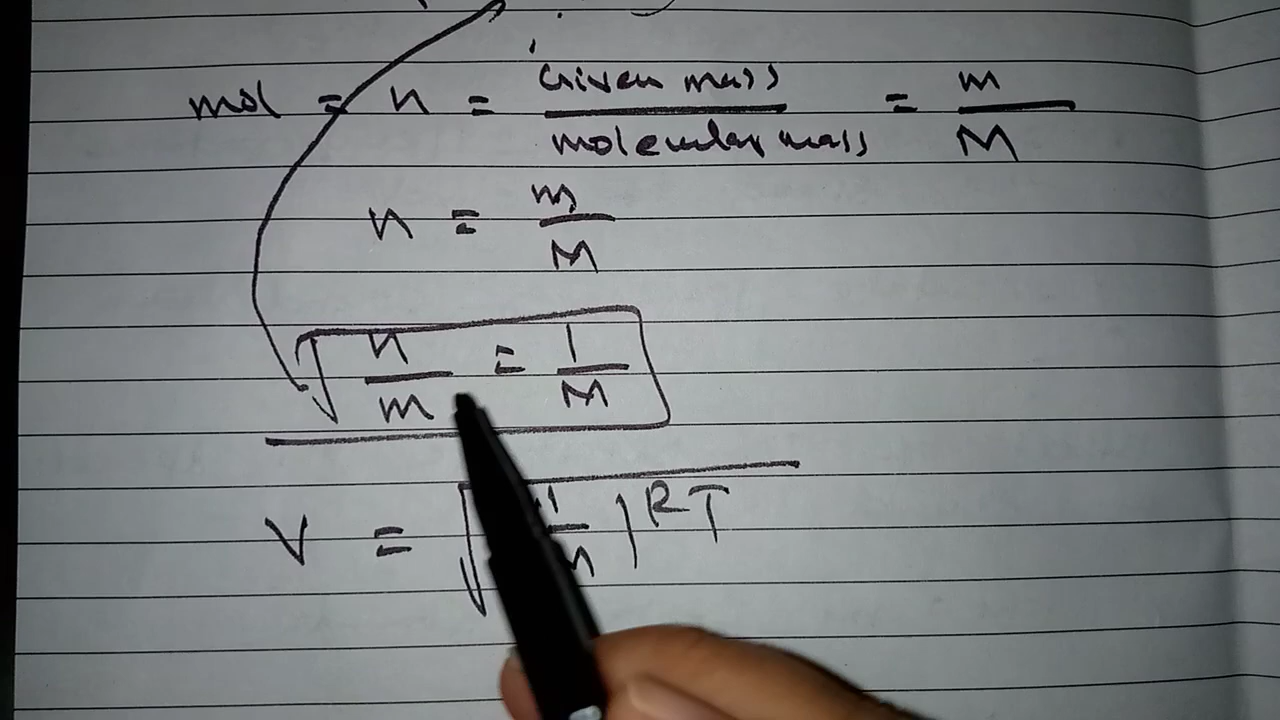 mol = n = Given mass / molecular mass = m / M
n = m / M
√ n / m = 1 / M
V = √ RT